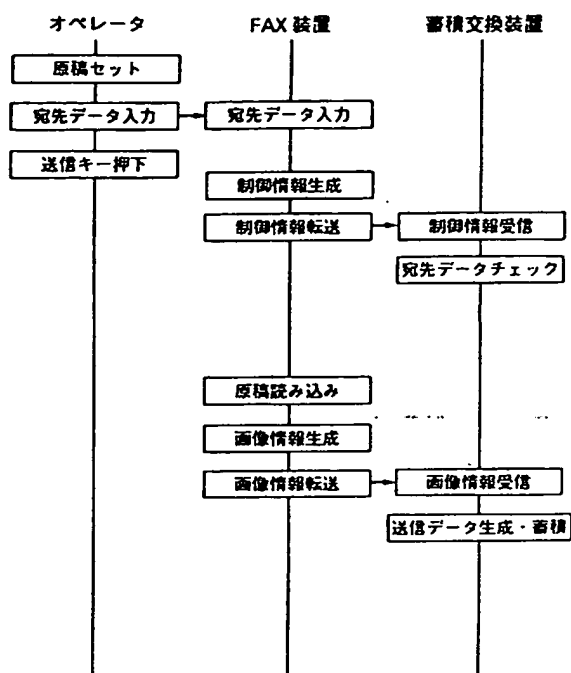 オペレータ FAX 装置 蓄積交換装置
原稿セット
宛先データ入力 宛先データ入力
送信キー押下
制御情報生成
制御情報転送 制御情報受信
宛先データチェック
原稿読み込み
画像情報生成
画像情報転送 画像情報受信
送信データ生成・蓄積